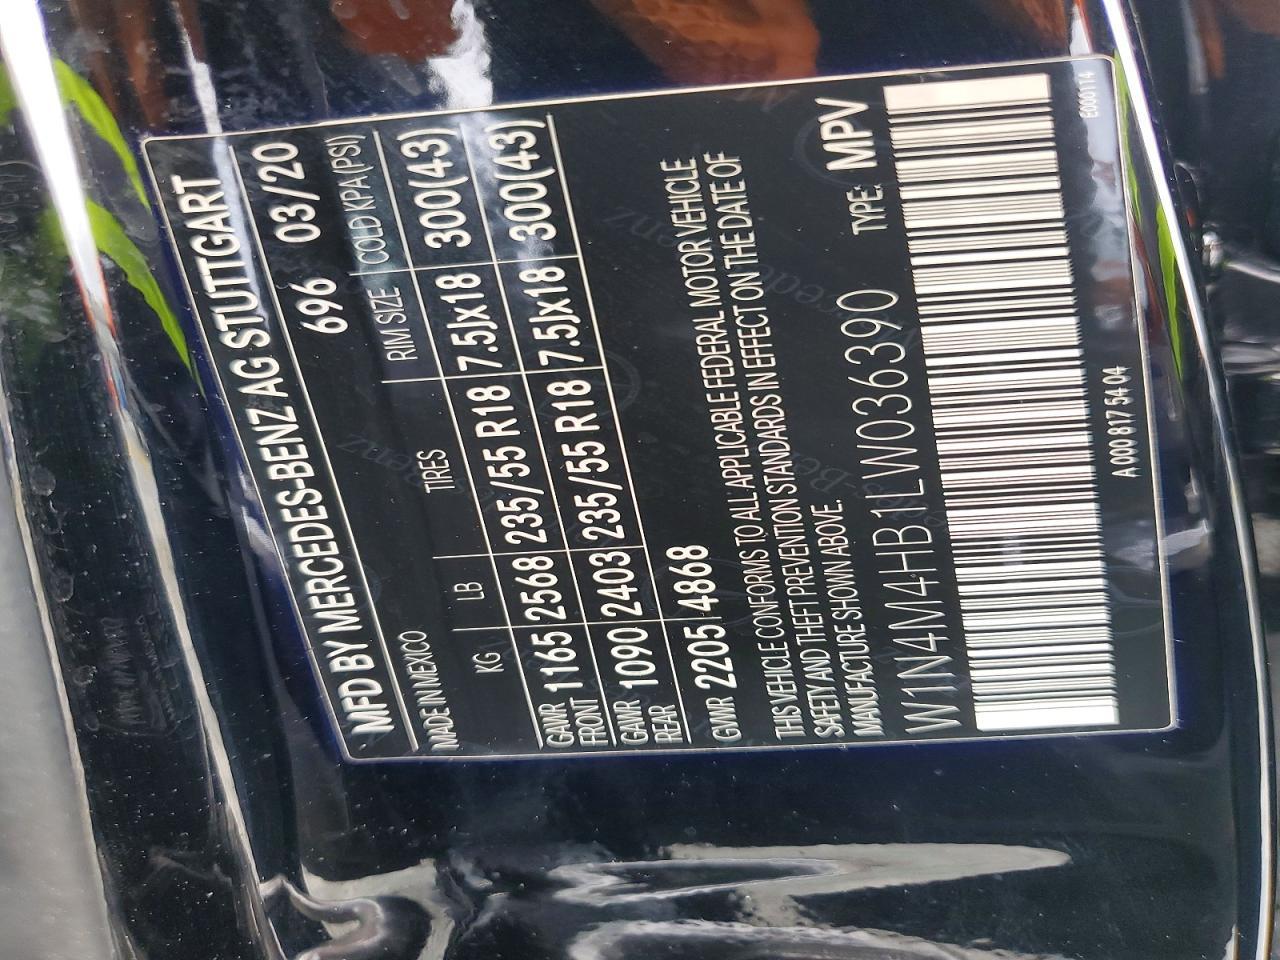 MFD BY MERCEDES-BENZ AG STUTTGART
MADE IN MEXICO 696 03/20
KG LB TIRES RIM SIZE COLD KPA (PSI)
GAWR FRONT 1165 2568 235/55 R18 7.5Jx18 300(43)
GAWR REAR 1090 2403 235/55 R18 7.5Jx18 300(43)
GWR 2205 4868
THIS VEHICLE CONFORMS TO ALL APPLICABLE FEDERAL MOTOR VEHICLE
SAFETY AND THEFT PREVENTION STANDARDS IN EFFECT ON THE DATE OF
MANUFACTURE SHOWN ABOVE.
W1N4M4HB1LW036390 TYPE: MPV
A 000 817 54 04 E000114